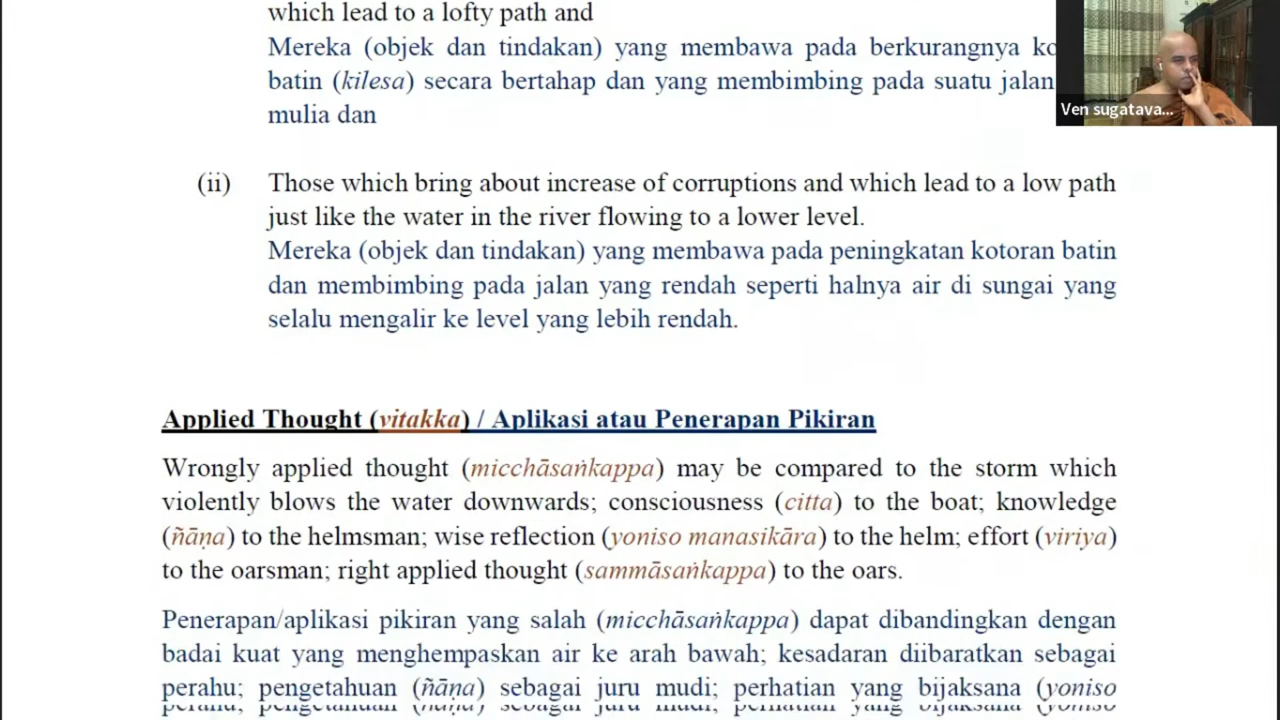 which lead to a lofty path and
Mereka (objek dan tindakan) yang membawa pada berkurangnya
batin (kilesa) secara bertahap dan yang membimbing pada suatu jalan
mulia dan
Ven sugatava...
(ii) Those which bring about increase of corruptions and which lead to a low path
just like the water in the river flowing to a lower level.
Mereka (objek dan tindakan) yang membawa pada peningkatan kotoran batin
dan membimbing pada jalan yang rendah seperti halnya air di sungai yang
selalu mengalir ke level yang lebih rendah.
Applied Thought (vitakka) / Aplikasi atau Penerapan Pikiran
Wrongly applied thought (micchāsaṅkappa) may be compared to the storm which
violently blows the water downwards; consciousness (citta) to the boat; knowledge
(ñāṇa) to the helmsman; wise reflection (yoniso manasikāra) to the helm; effort (viriya)
to the oarsman; right applied thought (sammāsaṅkappa) to the oars.
Penerapan/aplikasi pikiran yang salah (micchāsaṅkappa) dapat dibandingkan dengan
badai kuat yang menghempaskan air ke arah bawah; kesadaran diibaratkan sebagai
perahu; pengetahuan (ñāṇa) sebagai juru mudi; perhatian yang bijaksana (yoniso